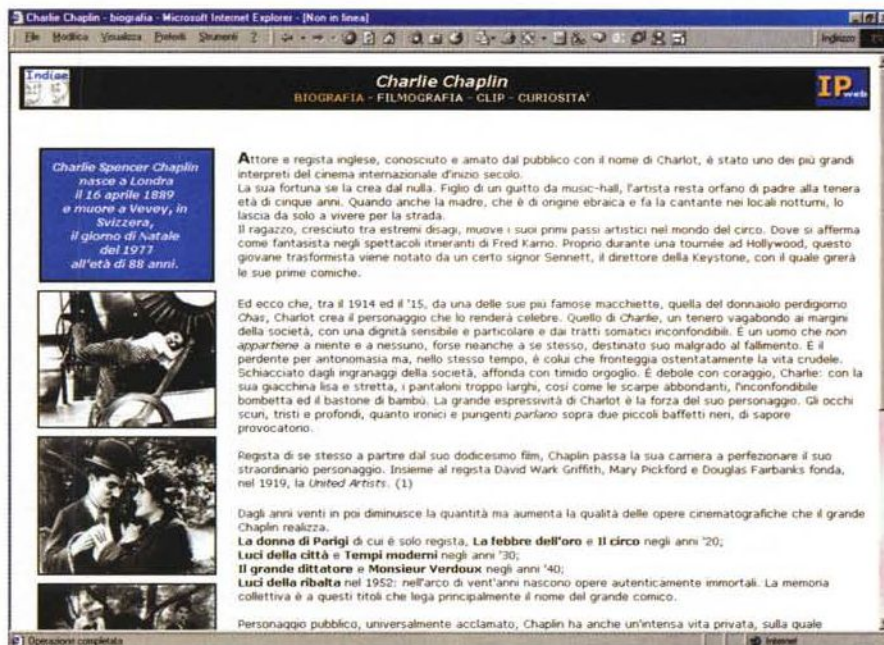 Charlie Chaplin - biografia - Microsoft Internet Explorer - [Non in linea]
File Modifica Visualizza Preferiti Strumenti ?
Indirizzo
Indice
Charlie Chaplin
BIOGRAFIA - FILMOGRAFIA - CLIP - CURIOSITA'
IP web
Charlie Spencer Chaplin
nasce a Londra
il 16 aprile 1889
e muore a Vevey, in
Svizzera,
il giorno di Natale
del 1977
all'età di 88 anni.
Attore e regista inglese, conosciuto e amato dal pubblico con il nome di Charlot, è stato uno dei più grandi
interpreti del cinema internazionale d'inizio secolo.
La sua fortuna se la crea dal nulla. Figlio di un guitto da music-hall, l'artista resta orfano di padre alla tenera
età di cinque anni. Quando anche la madre, che è di origine ebraica e fa la cantante nei locali notturni, lo
lascia da solo a vivere per la strada.
Il ragazzo, cresciuto tra estremi disagi, muove i suoi primi passi artistici nel mondo del circo. Dove si afferma
come fantasista negli spettacoli itineranti di Fred Karno. Proprio durante una tournée ad Hollywood, questo
giovane trasformista viene notato da un certo signor Sennett, il direttore della Keystone, con il quale girerà
le sue prime comiche.
Ed ecco che, tra il 1914 ed il '15, da una delle sue più famose macchiette, quella del donnaiolo perdigiorno
Chas, Charlot crea il personaggio che lo renderà celebre. Quello di Charlie, un tenero vagabondo ai margini
della società, con una dignità sensibile e particolare e dai tratti somatici inconfondibili. É un uomo che non
appartiene a niente e a nessuno, forse neanche a se stesso, destinato suo malgrado al fallimento. É il
perdente per antonomasia ma, nello stesso tempo, è colui che fronteggia ostentatamente la vita crudele.
Schiacciato dagli ingranaggi della società, affonda con timido orgoglio. É debole con coraggio, Charlie: con la
sua giacchina lisa e stretta, i pantaloni troppo larghi, così come le scarpe abbondanti, l'inconfondibile
bombetta ed il bastone di bambù. La grande espressività di Charlot è la forza del suo personaggio. Gli occhi
scuri, tristi e profondi, quanto ironici e pungenti parlano sopra due piccoli baffetti neri, di sapore
provocatorio.
Regista di se stesso a partire dal suo dodicesimo film, Chaplin passa la sua carriera a perfezionare il suo
straordinario personaggio. Insieme al regista David Wark Griffith, Mary Pickford e Douglas Fairbanks fonda,
nel 1919, la United Artists. (1)
Dagli anni venti in poi diminuisce la quantità ma aumenta la qualità delle opere cinematografiche che il grande
Chaplin realizza.
La donna di Parigi di cui è solo regista, La febbre dell'oro e Il circo negli anni '20;
Luci della città e Tempi moderni negli anni '30;
Il grande dittatore e Monsieur Verdoux negli anni '40;
Luci della ribalta nel 1952: nell'arco di vent'anni nascono opere autenticamente immortali. La memoria
collettiva è a questi titoli che lega principalmente il nome del grande comico.
Personaggio pubblico, universalmente acclamato, Chaplin ha anche un'intensa vita privata, sulla quale
Operazione completata
Internet